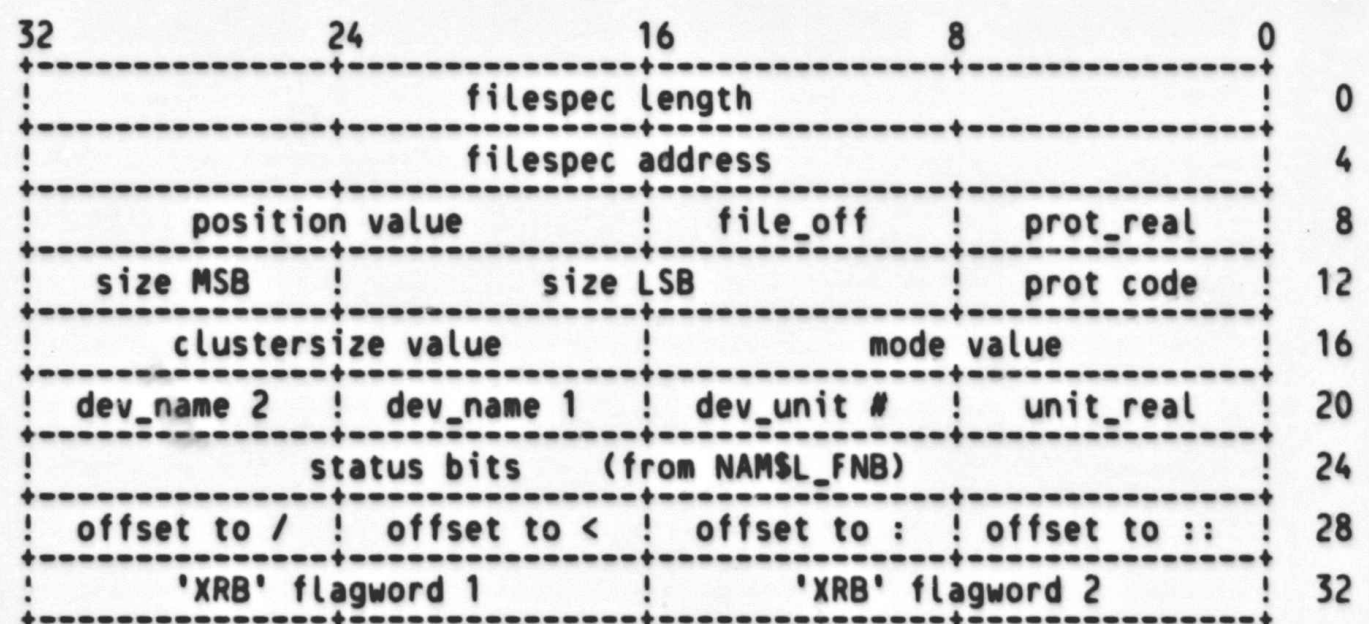 32 24 16 8 0
filespec length 0
filespec address 4
position value file_off prot_real 8
size MSB size LSB prot code 12
clustersize value mode value 16
dev_name 2 dev_name 1 dev_unit # unit_real 20
status bits (from NAM$L_FNB) 24
offset to / offset to < offset to : offset to :: 28
'XRB' flagword 1 'XRB' flagword 2 32